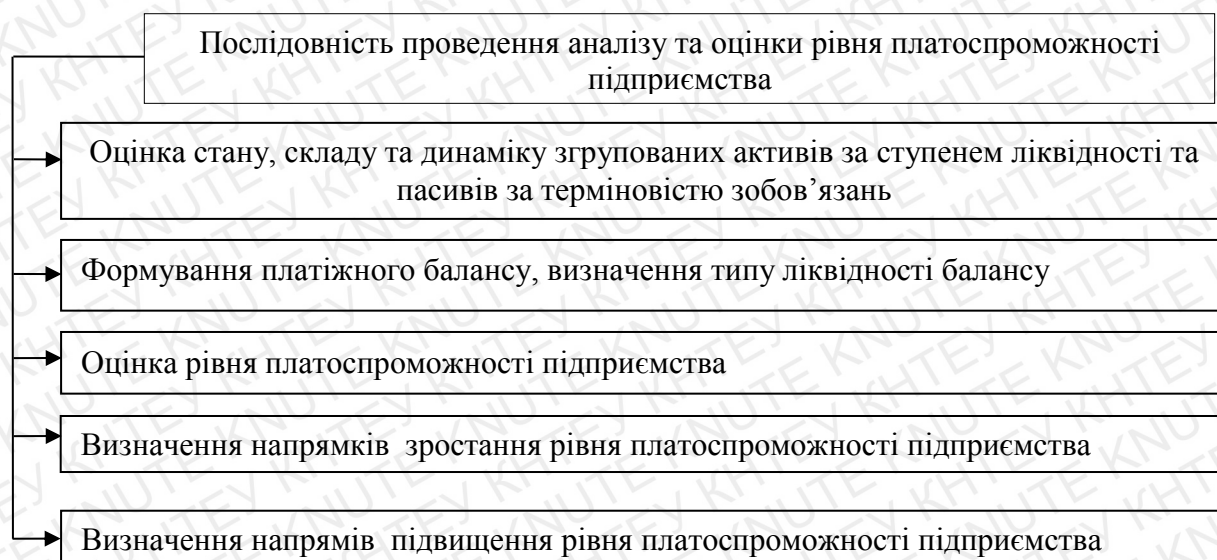 Послідовність проведення аналізу та оцінки рівня платоспроможності
підприємства
Оцінка стану, складу та динаміку згрупованих активів за ступенем ліквідності та
пасивів за терміновістю зобов’язань
Формування платіжного балансу, визначення типу ліквідності балансу
Оцінка рівня платоспроможності підприємства
Визначення напрямків зростання рівня платоспроможності підприємства
Визначення напрямів підвищення рівня платоспроможності підприємства